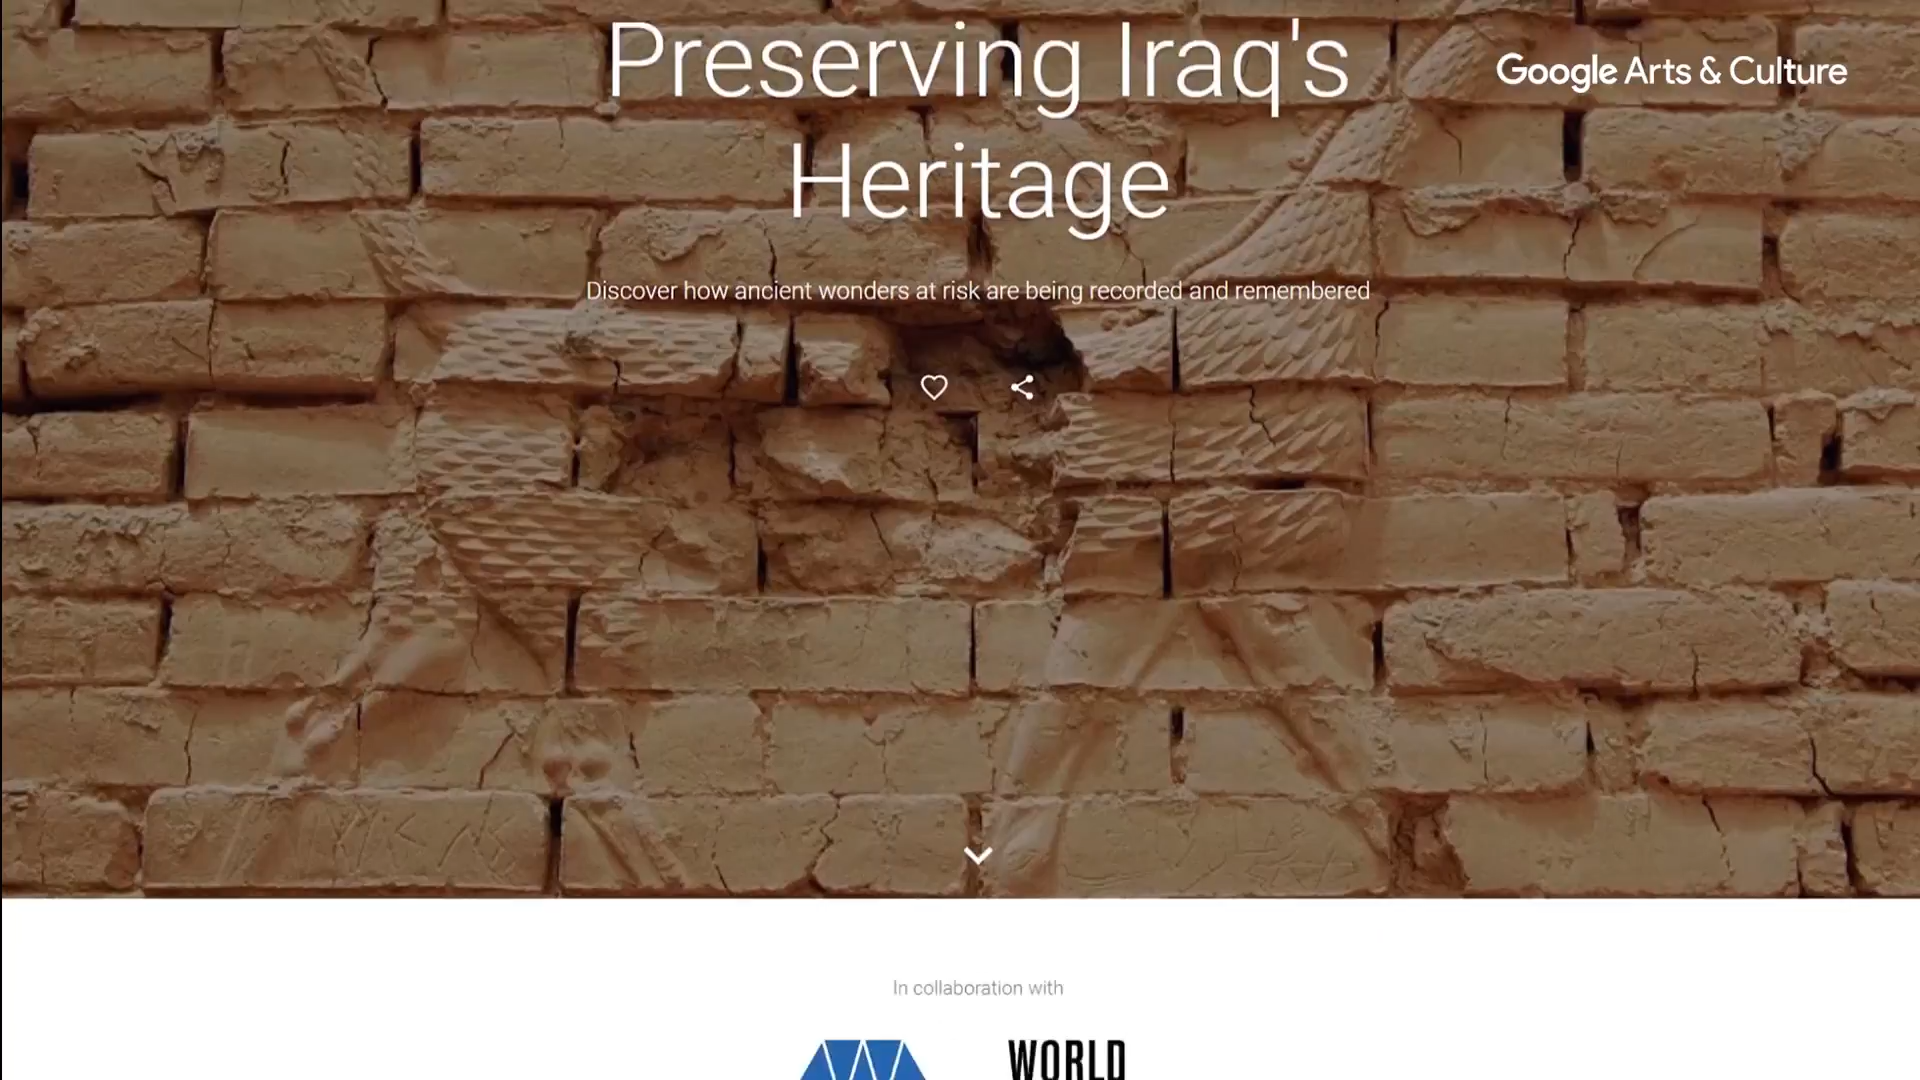 Preserving Iraq's
Google Arts & Culture
Heritage
Discover how ancient wonders at risk are being recorded and remembered
In collaboration with
WORLD